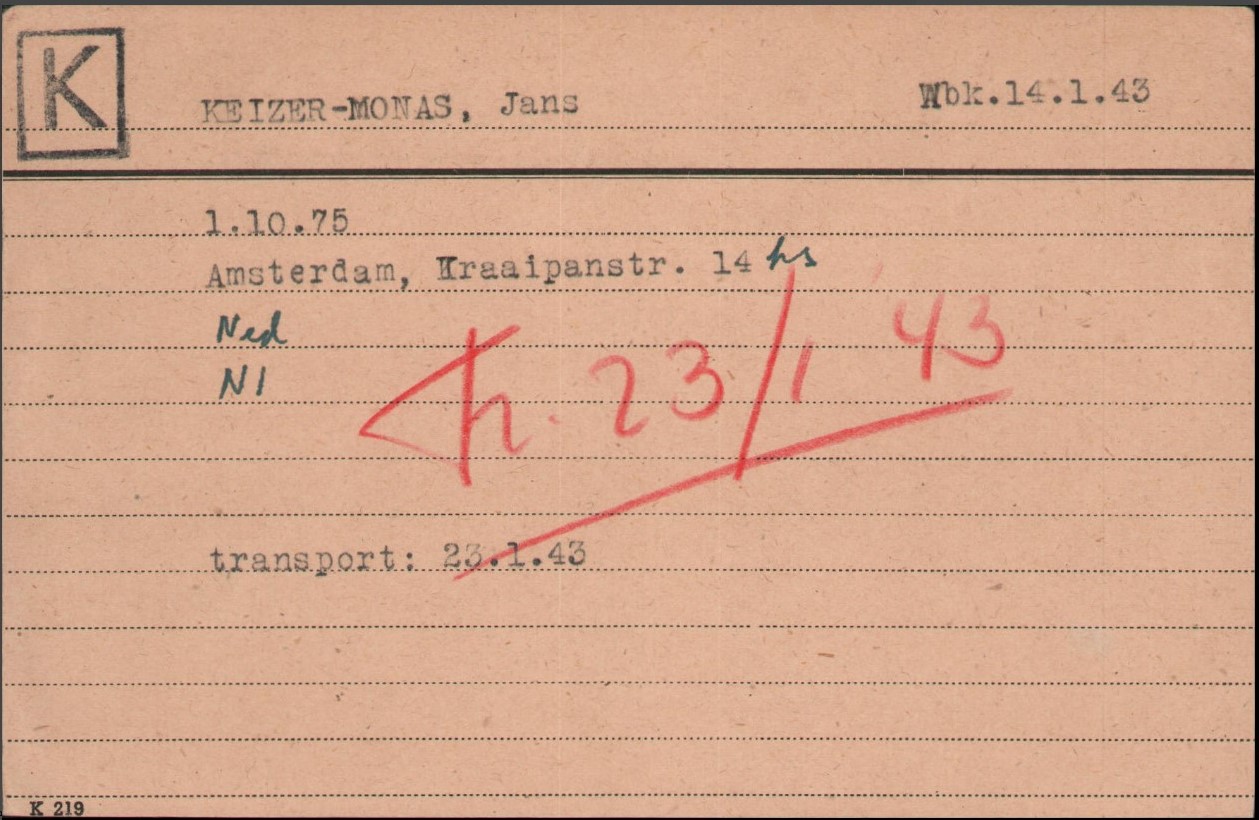 K
KEIZER-MONAS, Jans Wbk.14.1.43
1.10.75
Amsterdam, Kraaipanstr. 14 hs
Ned
NI
23/1 43
transport: 23.1.43
K 219